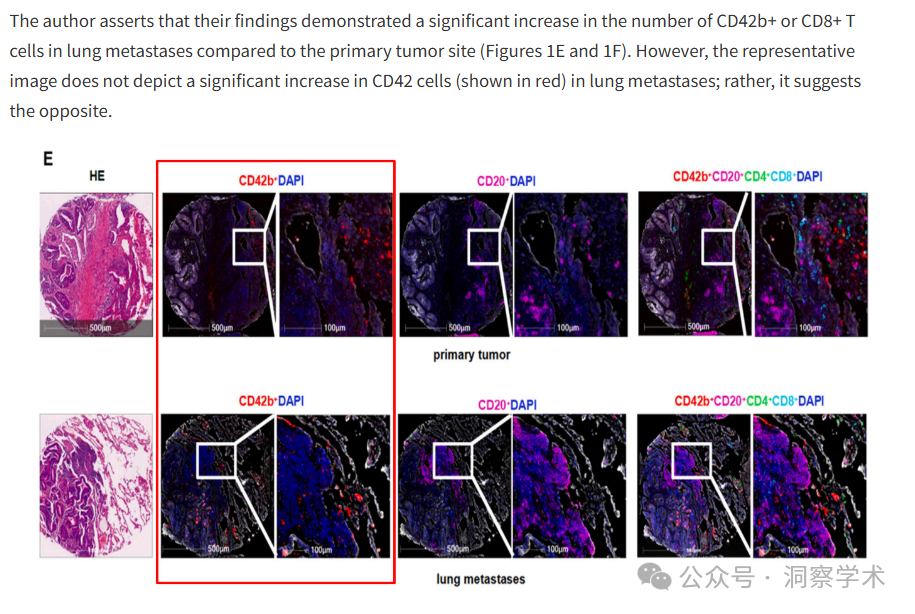 The author asserts that their findings demonstrated a significant increase in the number of CD42b+ or CD8+ T
cells in lung metastases compared to the primary tumor site (Figures 1E and 1F). However, the representative
image does not depict a significant increase in CD42 cells (shown in red) in lung metastases; rather, it suggests
the opposite.
E
HE
CD42b⁺DAPI
CD20⁺DAPI
CD42b⁺CD20⁺CD4⁺CD8⁺DAPI
500μm
500μm
100μm
500μm
100μm
500μm
100μm
primary tumor
CD42b⁺DAPI
CD20⁺DAPI
CD42b⁺CD20⁺CD4⁺CD8⁺DAPI
500μm
100μm
500μm
100μm
100μm
lung metastases
公众号 · 洞察学术